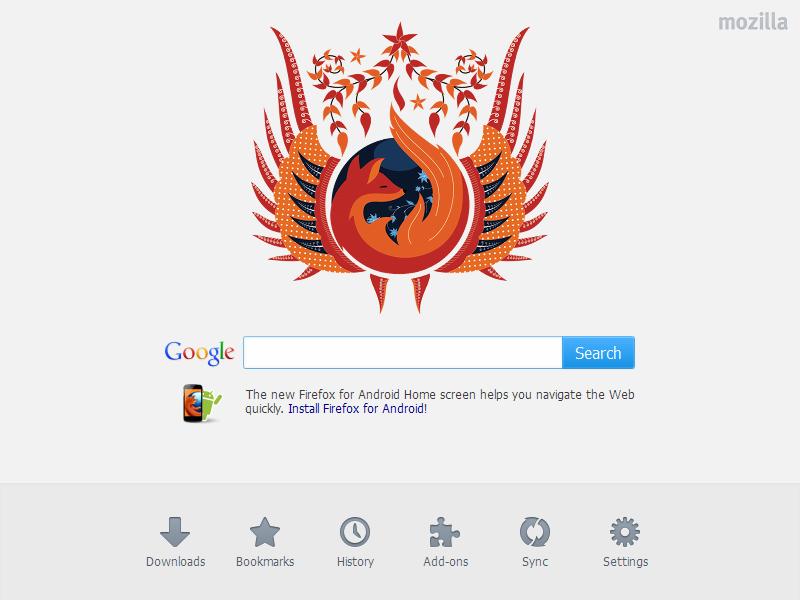 mozilla
Google
Search
The new Firefox for Android Home screen helps you navigate the Web
quickly. Install Firefox for Android!
Downloads
Bookmarks
History
Add-ons
Sync
Settings